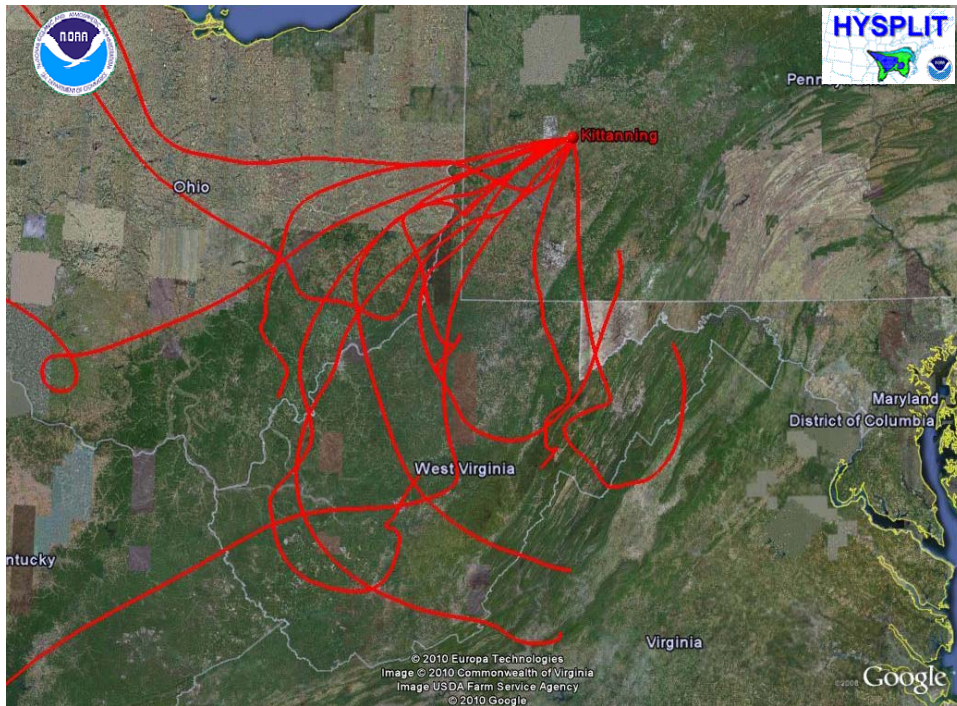 NOAA
HYSPLIT
Kittanning
Ohio
Maryland
District of Columbia
West Virginia
ntucky
Virginia
© 2010 Europa Technologies
Image © 2010 Commonwealth of Virginia
Image USDA Farm Service Agency
© 2010 Google
Google